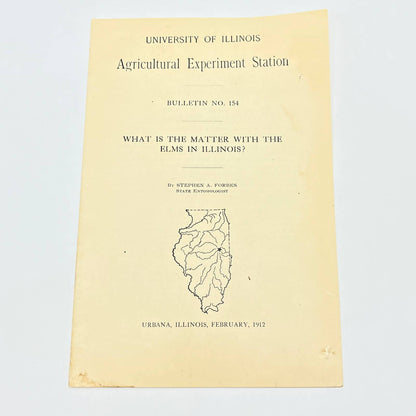 UNIVERSITY OF ILLINOIS
Agricultural Experiment Station
BULLETIN NO. 154
WHAT IS THE MATTER WITH THE
ELMS IN ILLINOIS?
By STEPHEN A. FORBES
STATE ENTOMOLOGIST
URBANA, ILLINOIS, FEBRUARY, 1912